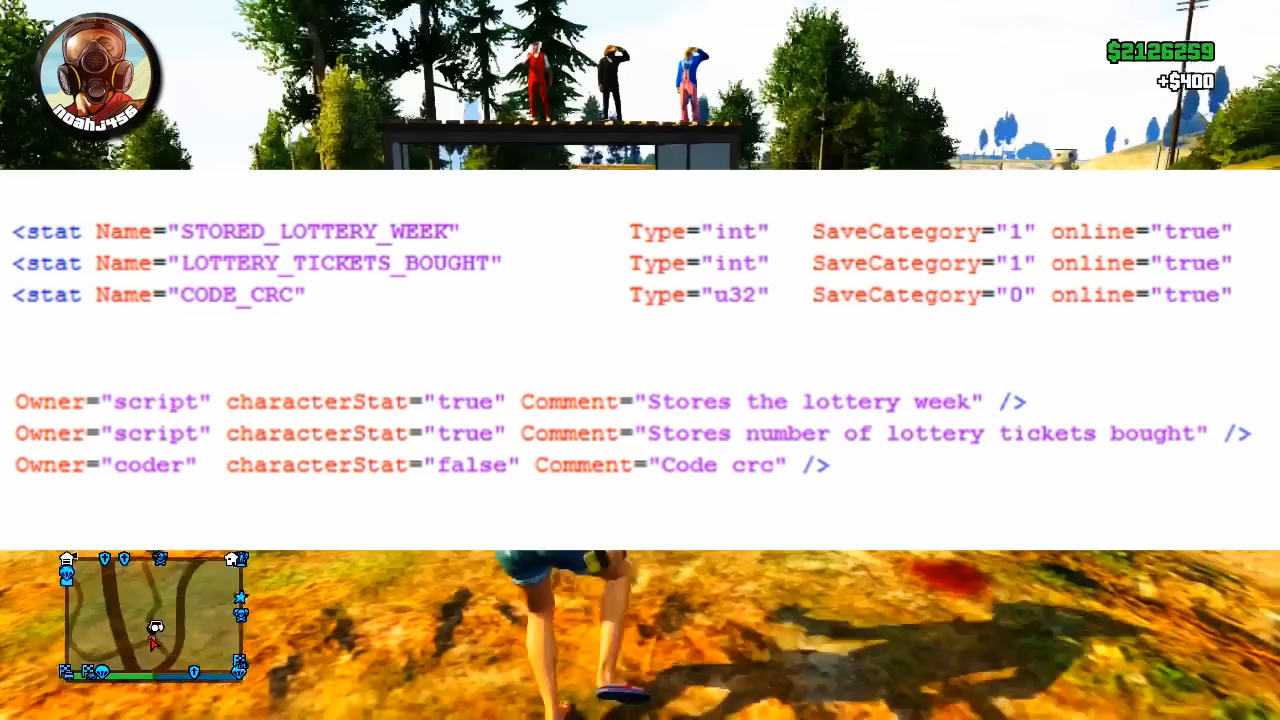 noahj456
$2126259
+$400
<stat Name="STORED_LOTTERY_WEEK" Type="int" SaveCategory="1" online="true"
<stat Name="LOTTERY_TICKETS_BOUGHT" Type="int" SaveCategory="1" online="true"
<stat Name="CODE_CRC" Type="u32" SaveCategory="0" online="true"
Owner="script" characterStat="true" Comment="Stores the lottery week" />
Owner="script" characterStat="true" Comment="Stores number of lottery tickets bought" />
Owner="coder" characterStat="false" Comment="Code crc" />